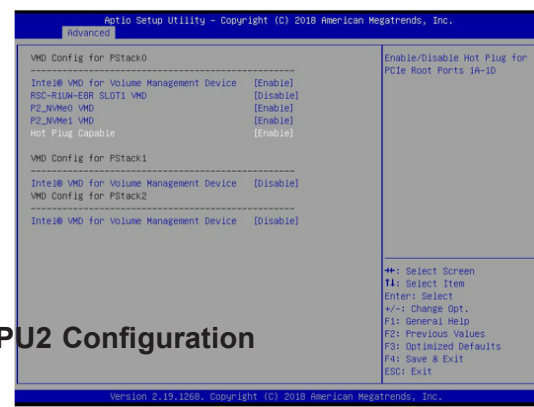 Aptio Setup Utility – Copyright (C) 2018 American Megatrends, Inc.
Advanced
VMD Config for PStack0
Intel® VMD for Volume Management Device [Enable]
RSC-R1UW-E8R SLOT1 VMD [Disable]
P2_NVMe0 VMD [Enable]
P2_NVMe1 VMD [Enable]
Hot Plug Capable [Enable]
VMD Config for PStack1
Intel® VMD for Volume Management Device [Disable]
VMD Config for PStack2
Intel® VMD for Volume Management Device [Disable]
Enable/Disable Hot Plug for
PCIe Root Ports 1A-1D
→←: Select Screen
↑↓: Select Item
Enter: Select
+/-: Change Opt.
F1: General Help
F2: Previous Values
F3: Optimized Defaults
F4: Save & Exit
ESC: Exit
PU2 Configuration
Version 2.19.1268. Copyright (C) 2018 American Megatrends, Inc.